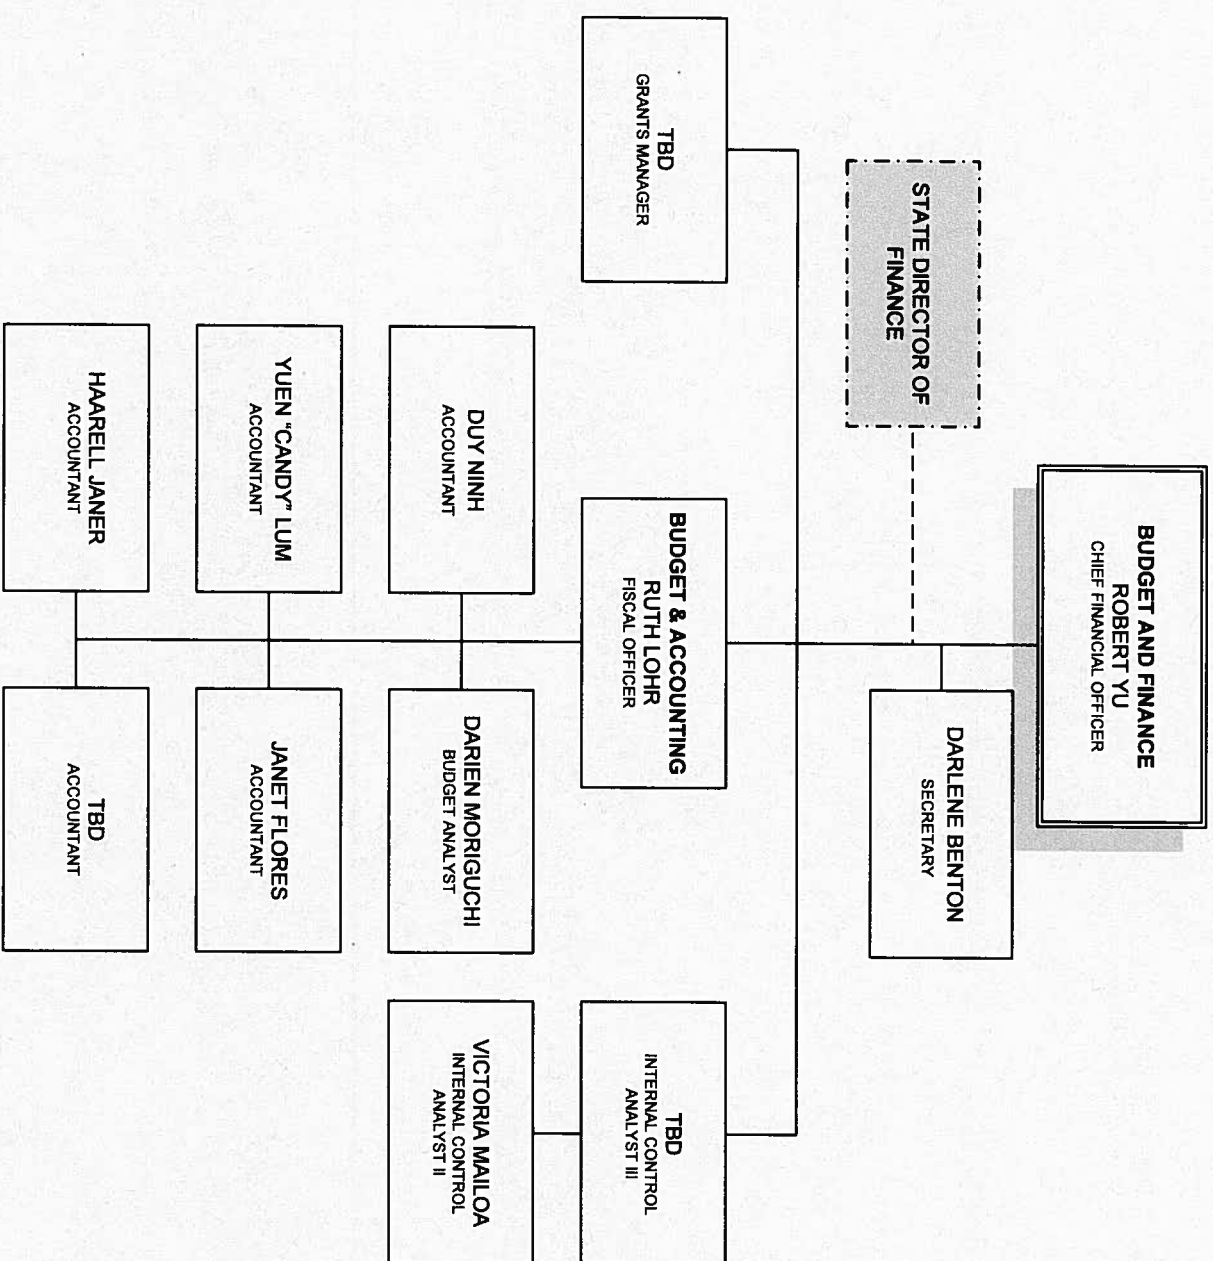 BUDGET AND FINANCE
ROBERT YU
CHIEF FINANCIAL OFFICER
DARLENE BENTON
SECRETARY
STATE DIRECTOR OF
FINANCE
TBD
GRANTS MANAGER
BUDGET & ACCOUNTING
RUTH LOHR
FISCAL OFFICER
TBD
INTERNAL CONTROL
ANALYST III
DUY NINH
ACCOUNTANT
DARIEN MORIGUCHI
BUDGET ANALYST
VICTORIA MAILOA
INTERNAL CONTROL
ANALYST II
YUEN “CANDY” LUM
ACCOUNTANT
JANET FLORES
ACCOUNTANT
HAARELL JANER
ACCOUNTANT
TBD
ACCOUNTANT